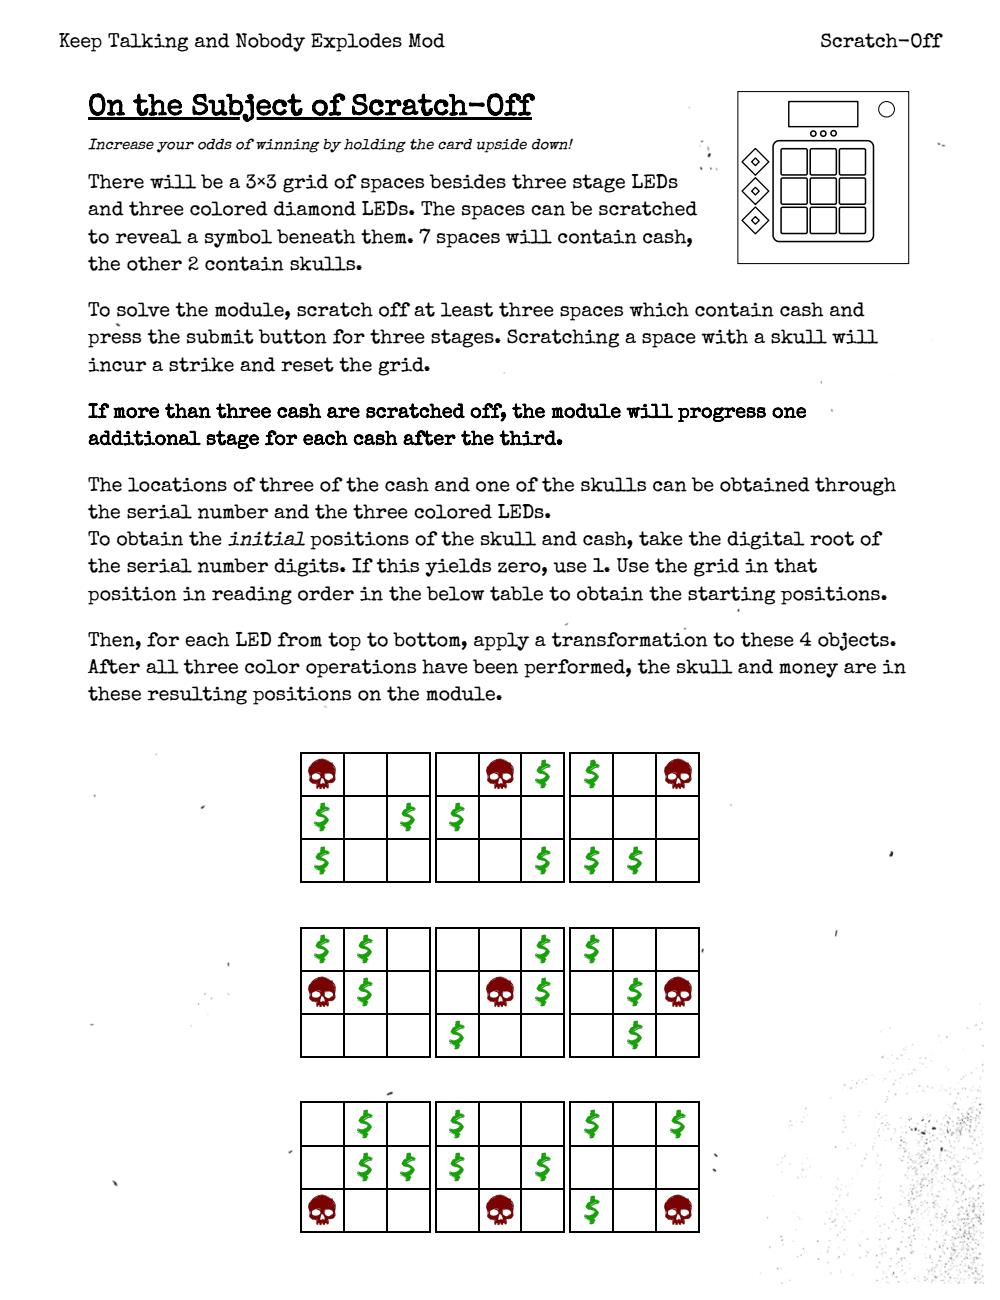 Keep Talking and Nobody Explodes Mod
Scratch-Off
On the Subject of Scratch-Off
Increase your odds of winning by holding the card upside down!
There will be a 3×3 grid of spaces besides three stage LEDs
and three colored diamond LEDs. The spaces can be scratched
to reveal a symbol beneath them. 7 spaces will contain cash,
the other 2 contain skulls.
To solve the module, scratch off at least three spaces which contain cash and
press the submit button for three stages. Scratching a space with a skull will
incur a strike and reset the grid.
If more than three cash are scratched off, the module will progress one
additional stage for each cash after the third.
The locations of three of the cash and one of the skulls can be obtained through
the serial number and the three colored LEDs.
To obtain the initial positions of the skull and cash, take the digital root of
the serial number digits. If this yields zero, use 1. Use the grid in that
position in reading order in the below table to obtain the starting positions.
Then, for each LED from top to bottom, apply a transformation to these 4 objects.
After all three color operations have been performed, the skull and money are in
these resulting positions on the module.
$ $
$ $ $
$ $ $ $
$ $ $ $
$ $ $
$ $
$ $ $ $
$ $ $ $
$